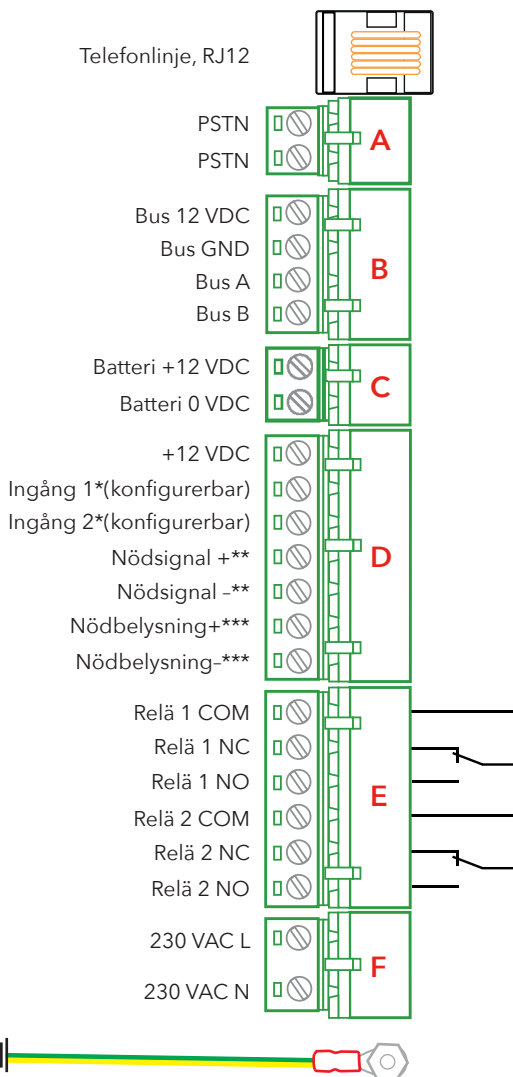 Telefonlinje, RJ12
PSTN
PSTN
A
Bus 12 VDC
Bus GND
Bus A
Bus B
B
Batteri +12 VDC
Batteri 0 VDC
C
+12 VDC
Ingång 1*(konfigurerbar)
Ingång 2*(konfigurerbar)
Nödsignal +**
Nödsignal –**
Nödbelysning+***
Nödbelysning–***
D
Relä 1 COM
Relä 1 NC
Relä 1 NO
Relä 2 COM
Relä 2 NC
Relä 2 NO
E
230 VAC L
230 VAC N
F